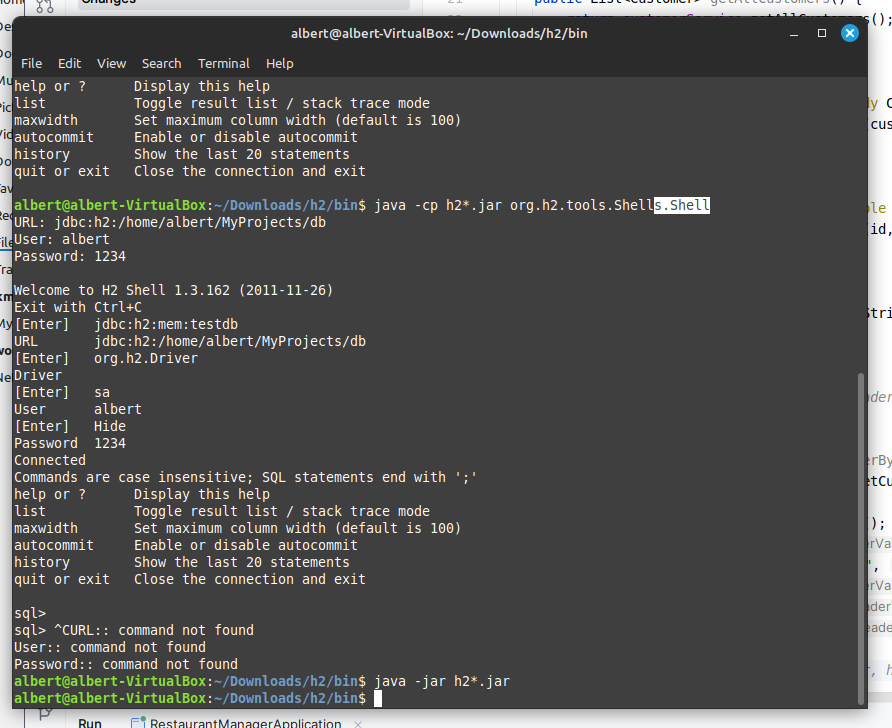 Changes
21 public List<Customer> getAllCustomers() {
albert@albert-VirtualBox: ~/Downloads/h2/bin
File Edit View Search Terminal Help
help or ?      Display this help
list           Toggle result list / stack trace mode
maxwidth       Set maximum column width (default is 100)
autocommit     Enable or disable autocommit
history        Show the last 20 statements
quit or exit   Close the connection and exit
albert@albert-VirtualBox:~/Downloads/h2/bin$ java -cp h2*.jar org.h2.tools.Shells.Shell
URL: jdbc:h2:/home/albert/MyProjects/db
User: albert
Password: 1234
Welcome to H2 Shell 1.3.162 (2011-11-26)
Exit with Ctrl+C
[Enter]   jdbc:h2:mem:testdb
URL       jdbc:h2:/home/albert/MyProjects/db
[Enter]   org.h2.Driver
Driver
[Enter]   sa
User      albert
[Enter]   Hide
Password  1234
Connected
Commands are case insensitive; SQL statements end with ';'
help or ?      Display this help
list           Toggle result list / stack trace mode
maxwidth       Set maximum column width (default is 100)
autocommit     Enable or disable autocommit
history        Show the last 20 statements
quit or exit   Close the connection and exit
sql>
sql> ^CURL:: command not found
User:: command not found
Password:: command not found
albert@albert-VirtualBox:~/Downloads/h2/bin$ java -jar h2*.jar
albert@albert-VirtualBox:~/Downloads/h2/bin$
Run RestaurantManagerApplication